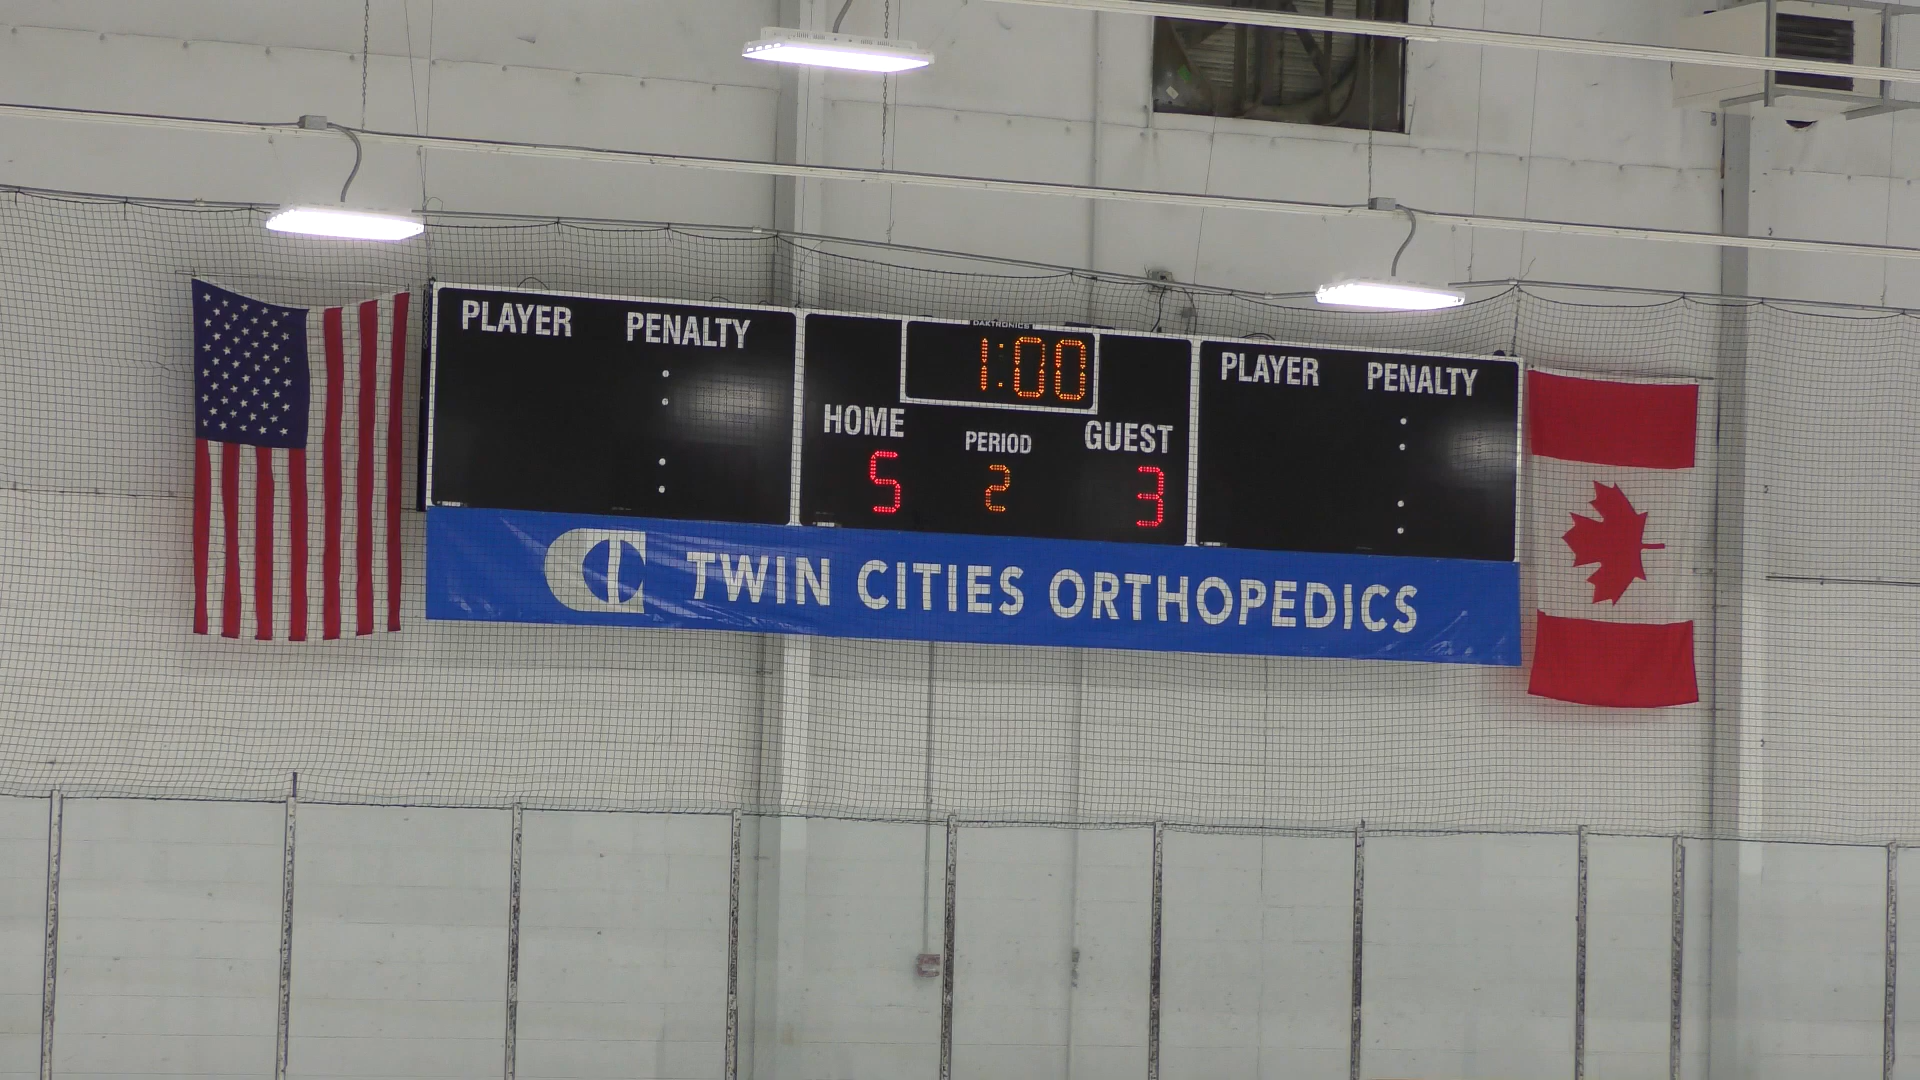 DAKTRONICS
PLAYER PENALTY
1:00
HOME PERIOD GUEST
5 2 3
PLAYER PENALTY
TWIN CITIES ORTHOPEDICS